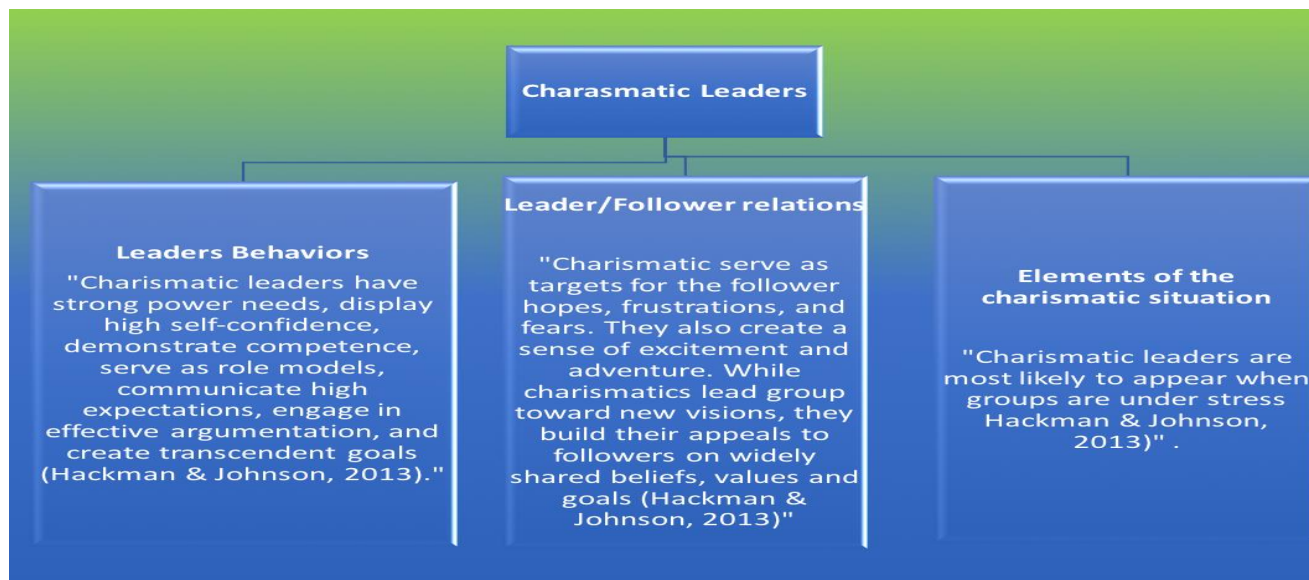 Charasmatic Leaders
Leaders Behaviors
"Charismatic leaders have
strong power needs, display
high self-confidence,
demonstrate competence,
serve as role models,
communicate high
expectations, engage in
effective argumentation, and
create transcendent goals
(Hackman & Johnson, 2013)."
Leader/Follower relations
"Charismatic serve as
targets for the follower
hopes, frustrations, and
fears. They also create a
sense of excitement and
adventure. While
charismatics lead group
toward new visions, they
build their appeals to
followers on widely
shared beliefs, values and
goals (Hackman &
Johnson, 2013)"
Elements of the
charismatic situation
"Charismatic leaders are
most likely to appear when
groups are under stress
Hackman & Johnson,
2013)" .